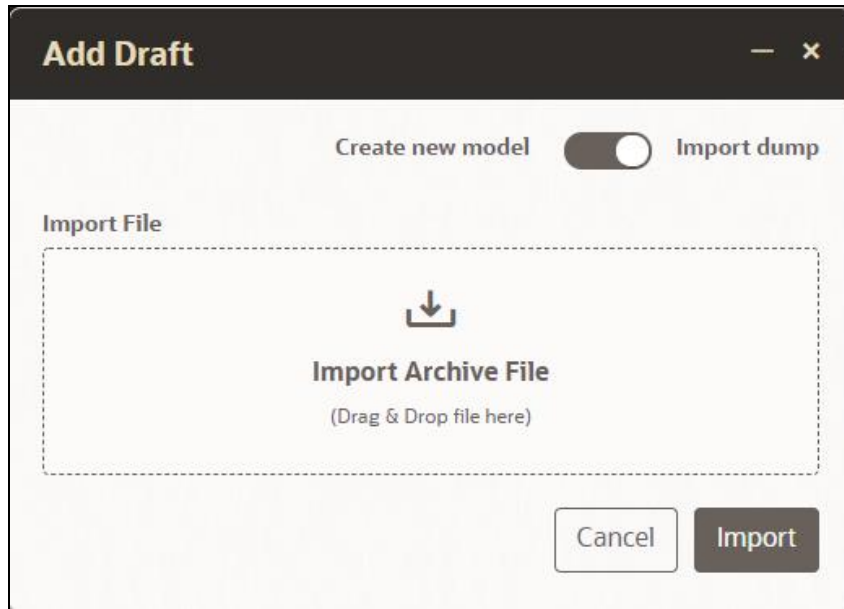 Add Draft
Create new model Import dump
Import File
Import Archive File
(Drag & Drop file here)
Cancel Import